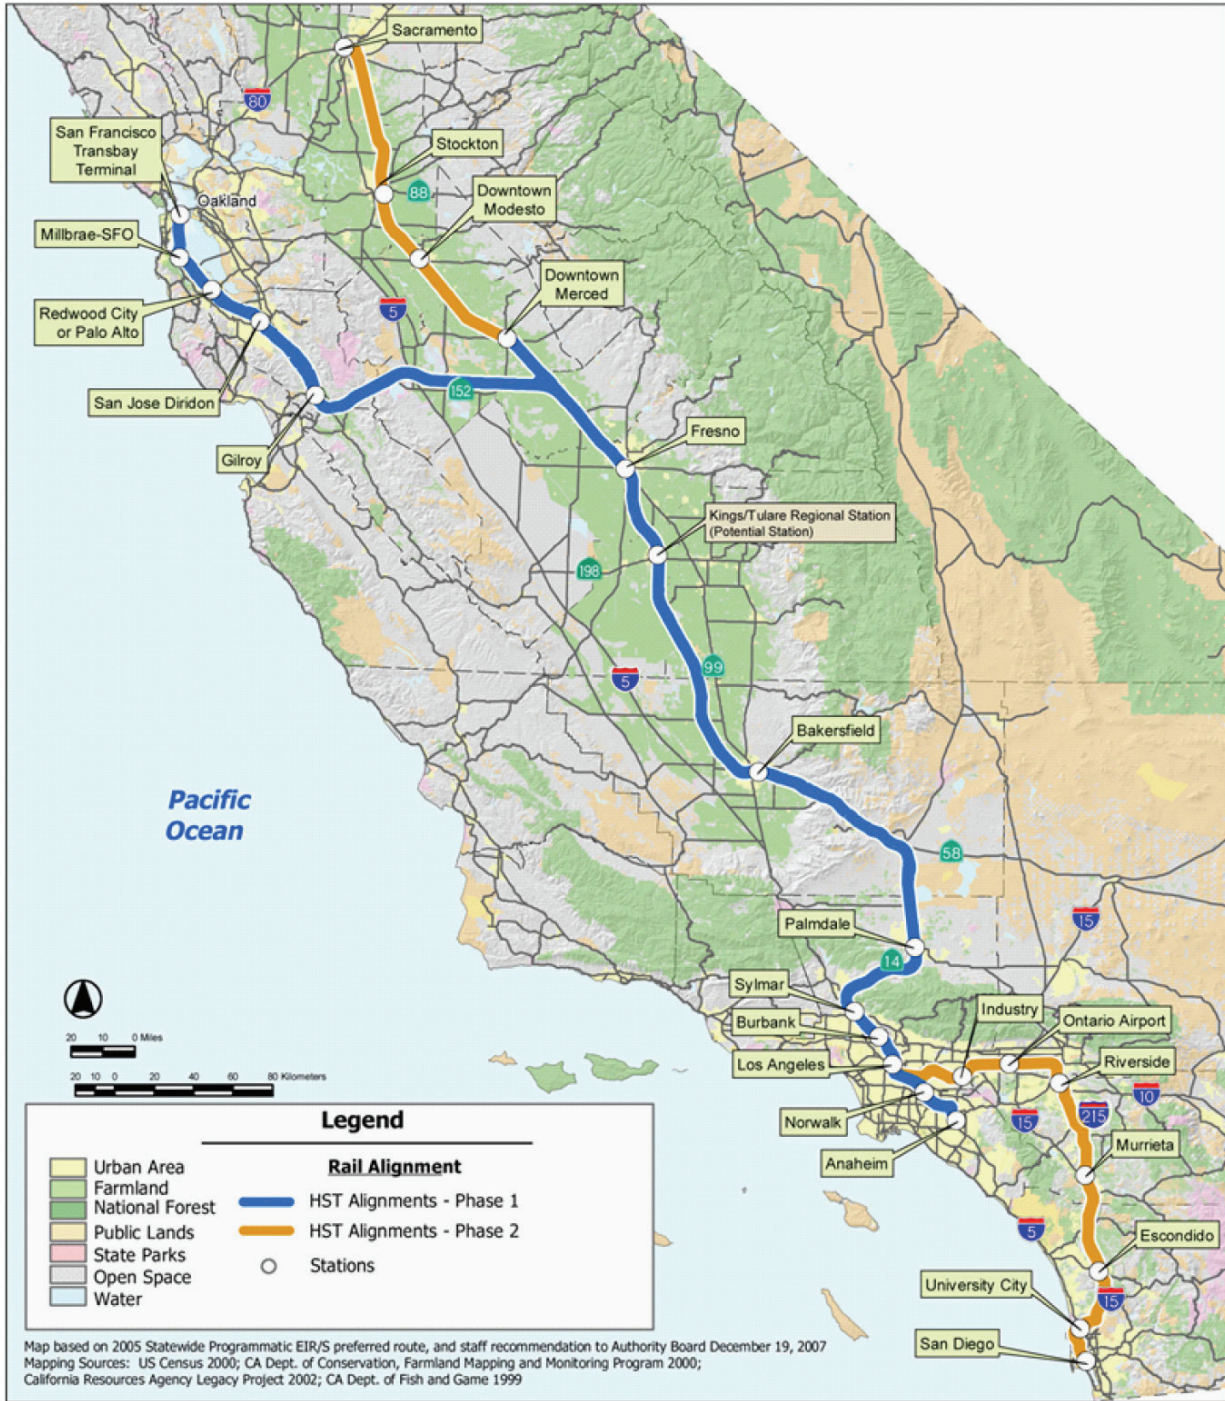 Sacramento
80
San Francisco
Transbay
Terminal
Stockton
88
Oakland
Downtown
Modesto
Millbrae-SFO
Downtown
Merced
Redwood City
or Palo Alto
5
152
San Jose Diridon
Gilroy
Fresno
Kings/Tulare Regional Station
(Potential Station)
198
99
5
Bakersfield
Pacific
Ocean
58
Palmdale
15
14
Sylmar
Industry
Burbank
Ontario Airport
Los Angeles
Riverside
10
215
Norwalk
15
Murrieta
Anaheim
5
Escondido
University City
15
San Diego
20 10 0 Miles
20 10 0 20 40 60 80 Kilometers
Legend
Rail Alignment
Urban Area
Farmland
National Forest
Public Lands
State Parks
Open Space
Water
HST Alignments - Phase 1
HST Alignments - Phase 2
Stations
Map based on 2005 Statewide Programmatic EIR/S preferred route, and staff recommendation to Authority Board December 19, 2007
Mapping Sources: US Census 2000; CA Dept. of Conservation, Farmland Mapping and Monitoring Program 2000;
California Resources Agency Legacy Project 2002; CA Dept. of Fish and Game 1999